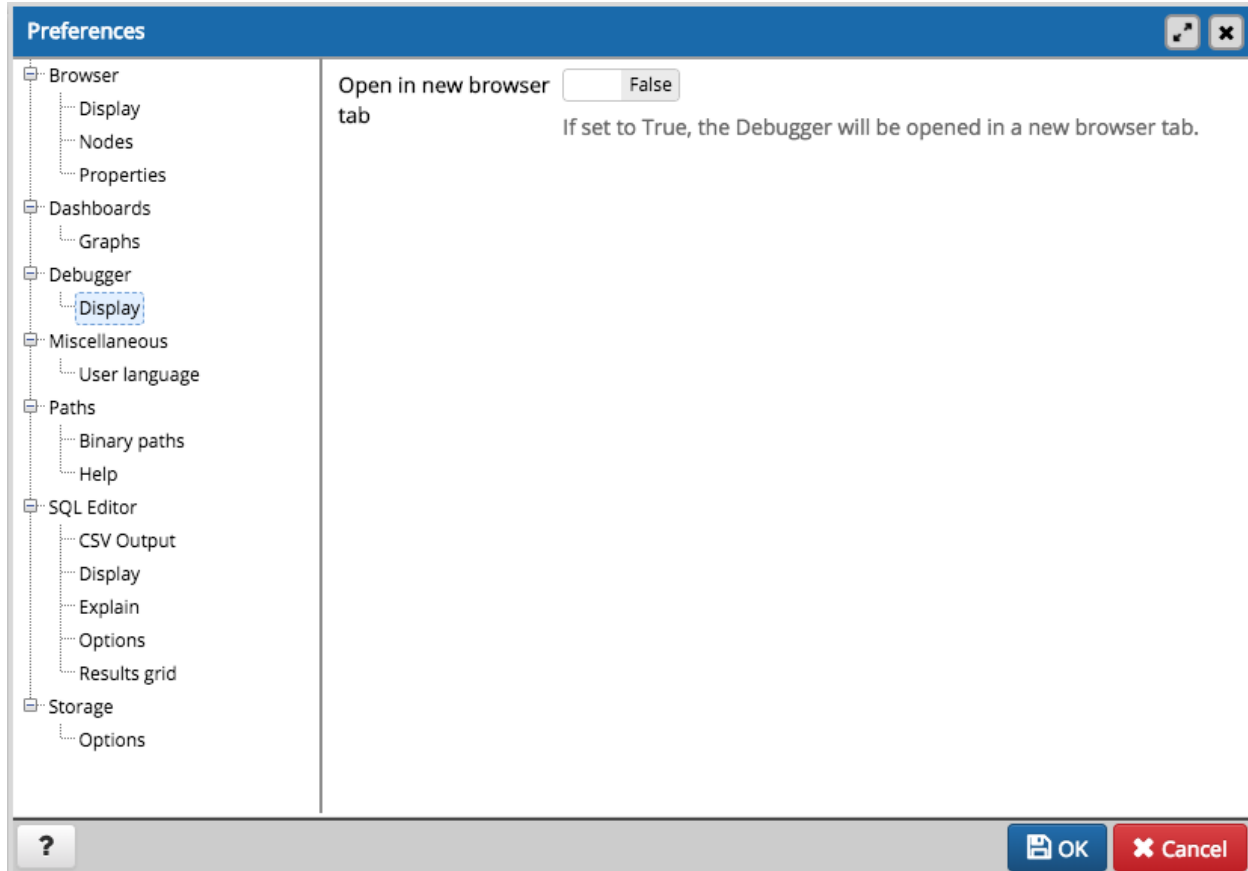 Preferences
Browser
Display
Nodes
Properties
Dashboards
Graphs
Debugger
Display
Miscellaneous
User language
Paths
Binary paths
Help
SQL Editor
CSV Output
Display
Explain
Options
Results grid
Storage
Options
Open in new browser
tab
False
If set to True, the Debugger will be opened in a new browser tab.
?
OK
Cancel